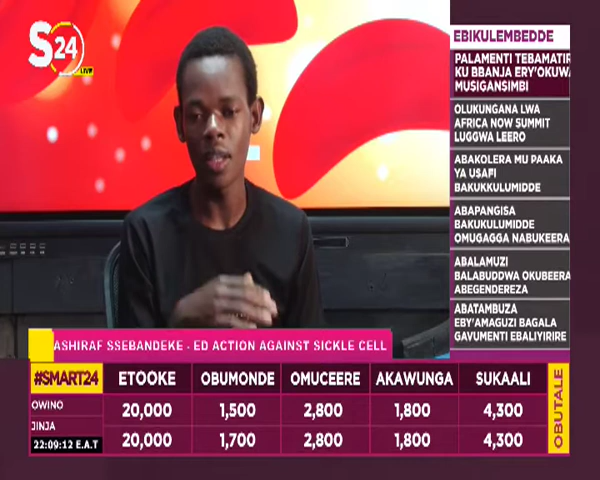 S24
LIVE
EBIKULEMBEDDE
PALAMENTI TEBAMATIR
KU BBANJA ERY'OKUWA
MUSIGANSIMBI
OLUKUNGANA LWA
AFRICA NOW SUMMIT
LUGGWA LEERO
ABAKOLERA MU PAAKA
YA USAFI
BAKUKKULUMIDDE
ABAPANGISA
BAKUKULUMIDDE
OMUGAGGA NABUKEERA
ABALAMUZI
BALABUDDWA OKUBEERA
ABEGENDEREZA
ABATAMBUZA
EBY'AMAGUZI BAGALA
GAVUMENTI EBALIYIRIRE
ASHIRAF SSEBANDEKE - ED ACTION AGAINST SICKLE CELL
#SMART24 ETOOKE OBUMONDE OMUCEERE AKAWUNGA SUKAALI
OWINO 20,000 1,500 2,800 1,800 4,300
JINJA 20,000 1,700 2,800 1,800 4,300
22:09:12 E.A.T
OBUTALE